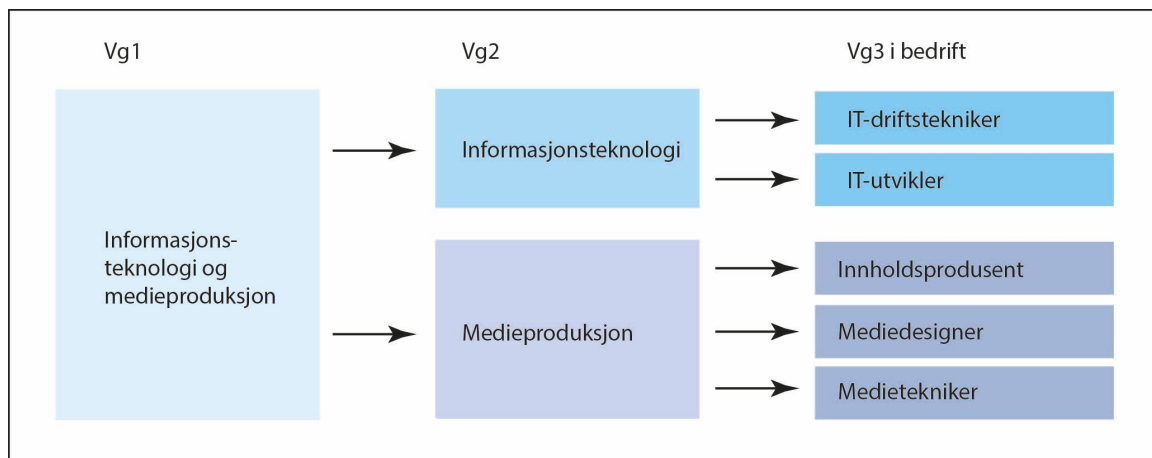 Vg1
Vg2
Vg3 i bedrift
Informasjons-
teknologi og
medieproduksjon
Informasjonsteknologi
Medieproduksjon
IT-driftstekniker
IT-utvikler
Innholdsprodusent
Mediedesigner
Medietekniker